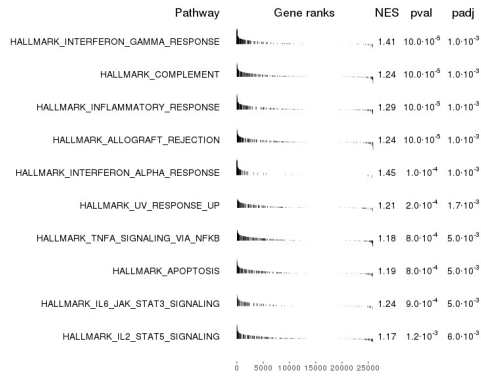 Pathway Gene ranks NES pval padj
HALLMARK_INTERFERON_GAMMA_RESPONSE 1.41 10.0·10⁻⁵ 1.0·10⁻³
HALLMARK_COMPLEMENT 1.24 10.0·10⁻⁵ 1.0·10⁻³
HALLMARK_INFLAMMATORY_RESPONSE 1.29 10.0·10⁻⁵ 1.0·10⁻³
HALLMARK_ALLOGRAFT_REJECTION 1.24 10.0·10⁻⁵ 1.0·10⁻³
HALLMARK_INTERFERON_ALPHA_RESPONSE 1.45 1.0·10⁻⁴ 1.0·10⁻³
HALLMARK_UV_RESPONSE_UP 1.21 2.0·10⁻⁴ 1.7·10⁻³
HALLMARK_TNFA_SIGNALING_VIA_NFKB 1.18 8.0·10⁻⁴ 5.0·10⁻³
HALLMARK_APOPTOSIS 1.19 8.0·10⁻⁴ 5.0·10⁻³
HALLMARK_IL6_JAK_STAT3_SIGNALING 1.24 9.0·10⁻⁴ 5.0·10⁻³
HALLMARK_IL2_STAT5_SIGNALING 1.17 1.2·10⁻³ 6.0·10⁻³
0 5000 10000 15000 20000 25000